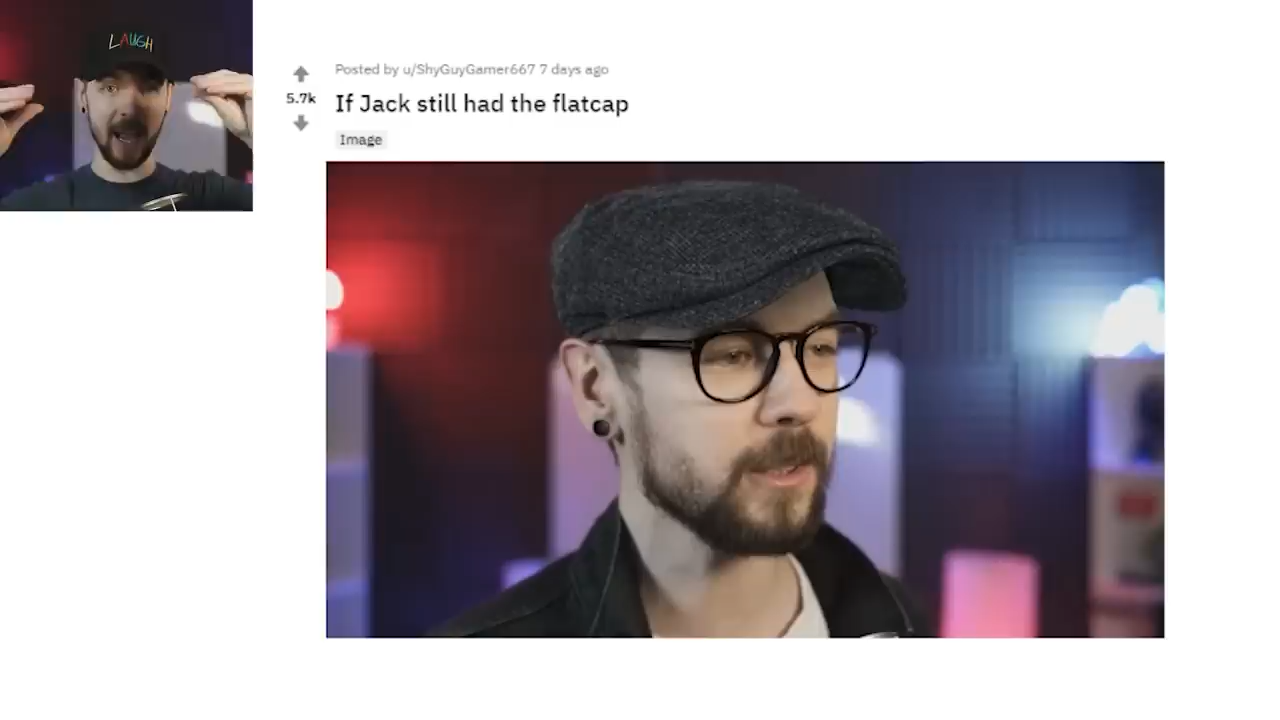 LAUGH
Posted by u/ShyGuyGamer667 7 days ago
5.7k
If Jack still had the flatcap
Image